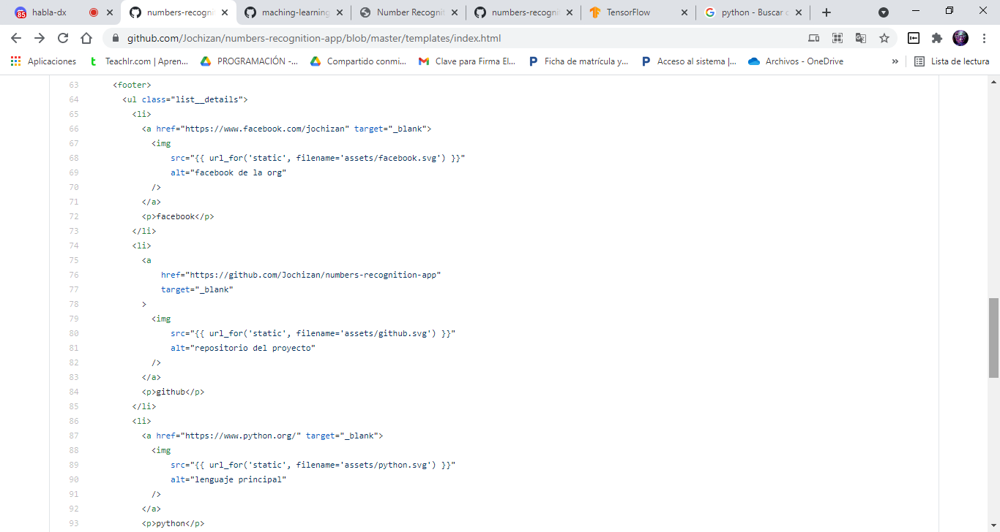 habla-dx
numbers-recogni
maching-learning
Number Recognit
numbers-recogni
TensorFlow
python - Buscar c
github.com/Jochizan/numbers-recognition-app/blob/master/templates/index.html
Aplicaciones
Teachlr.com | Apren...
PROGRAMACIÓN -...
Compartido conmi...
Clave para Firma El...
Ficha de matrícula y...
Acceso al sistema |...
Archivos - OneDrive
»
Lista de lectura
63 <footer>
64 <ul class="list__details">
65 <li>
66 <a href="https://www.facebook.com/jochizan" target="_blank">
67 <img
68 src="{{ url_for('static', filename='assets/facebook.svg') }}"
69 alt="facebook de la org"
70 />
71 </a>
72 <p>facebook</p>
73 </li>
74 <li>
75 <a
76 href="https://github.com/Jochizan/numbers-recognition-app"
77 target="_blank"
78 >
79 <img
80 src="{{ url_for('static', filename='assets/github.svg') }}"
81 alt="repositorio del proyecto"
82 />
83 </a>
84 <p>github</p>
85 </li>
86 <li>
87 <a href="https://www.python.org/" target="_blank">
88 <img
89 src="{{ url_for('static', filename='assets/python.svg') }}"
90 alt="lenguaje principal"
91 />
92 </a>
93 <p>python</p>